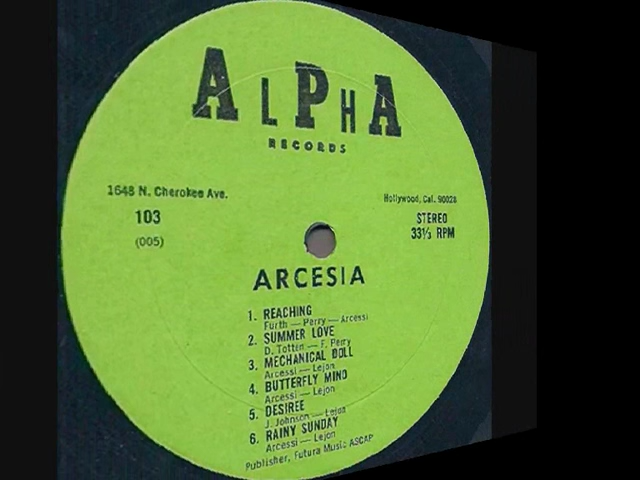 ALPHA
RECORDS
1648 N. Cherokee Ave.
Hollywood, Cal. 90028
103
STEREO
(005)
33⅓ RPM
ARCESIA
1. REACHING
Furth — Perry — Arcessi
2. SUMMER LOVE
D. Totten — F. Perry
3. MECHANICAL DOLL
Arcessi — Lejon
4. BUTTERFLY MIND
Arcessi — Lejon
5. DESIREE
J. Johnson — Lejon
6. RAINY SUNDAY
Arcessi — Lejon
Publisher, Futura Music ASCAP